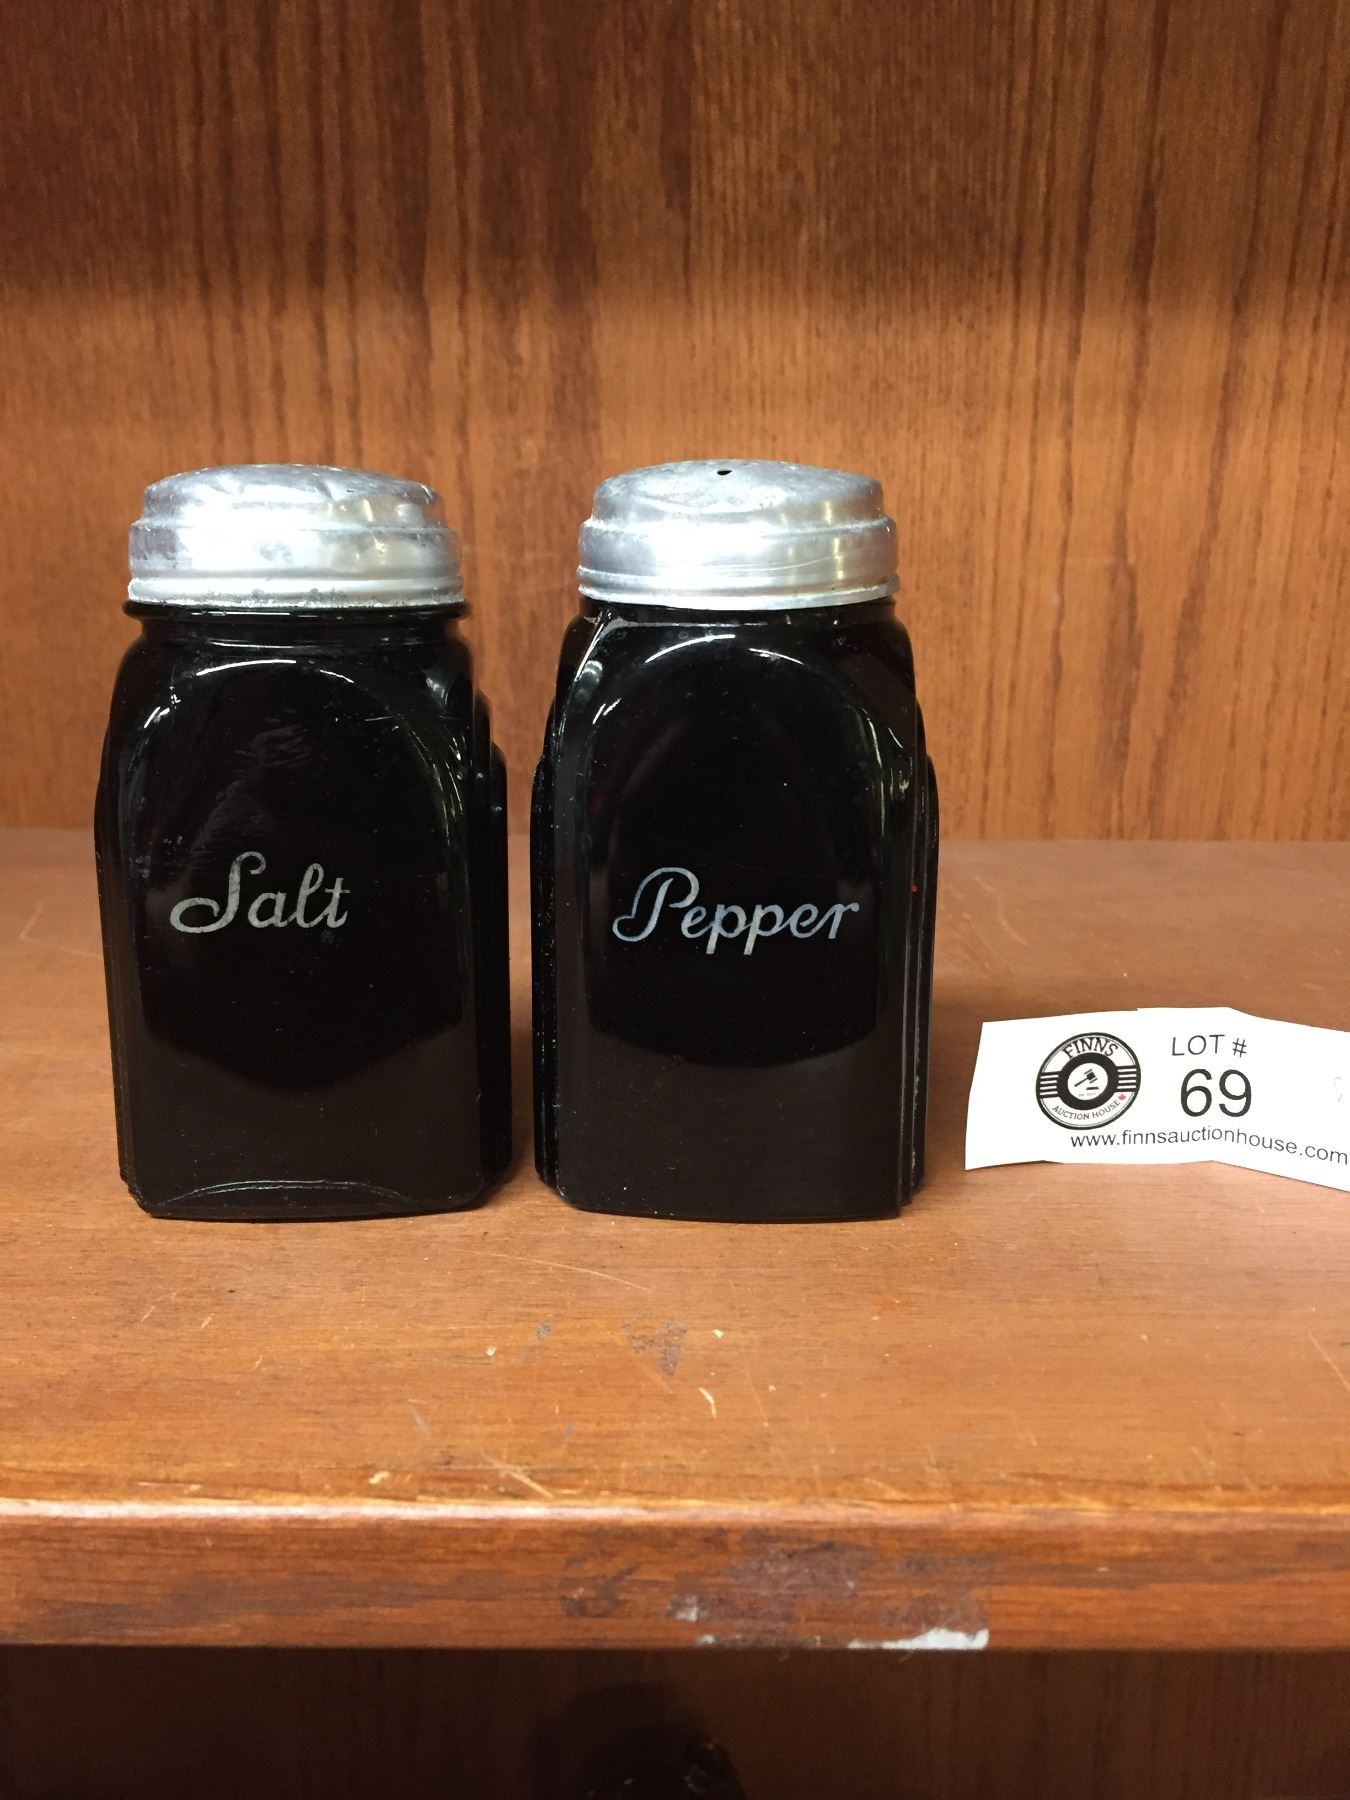 Salt
Pepper
FINNS
AUCTION HOUSE
LOT #
69
www.finnsauctionhouse.com